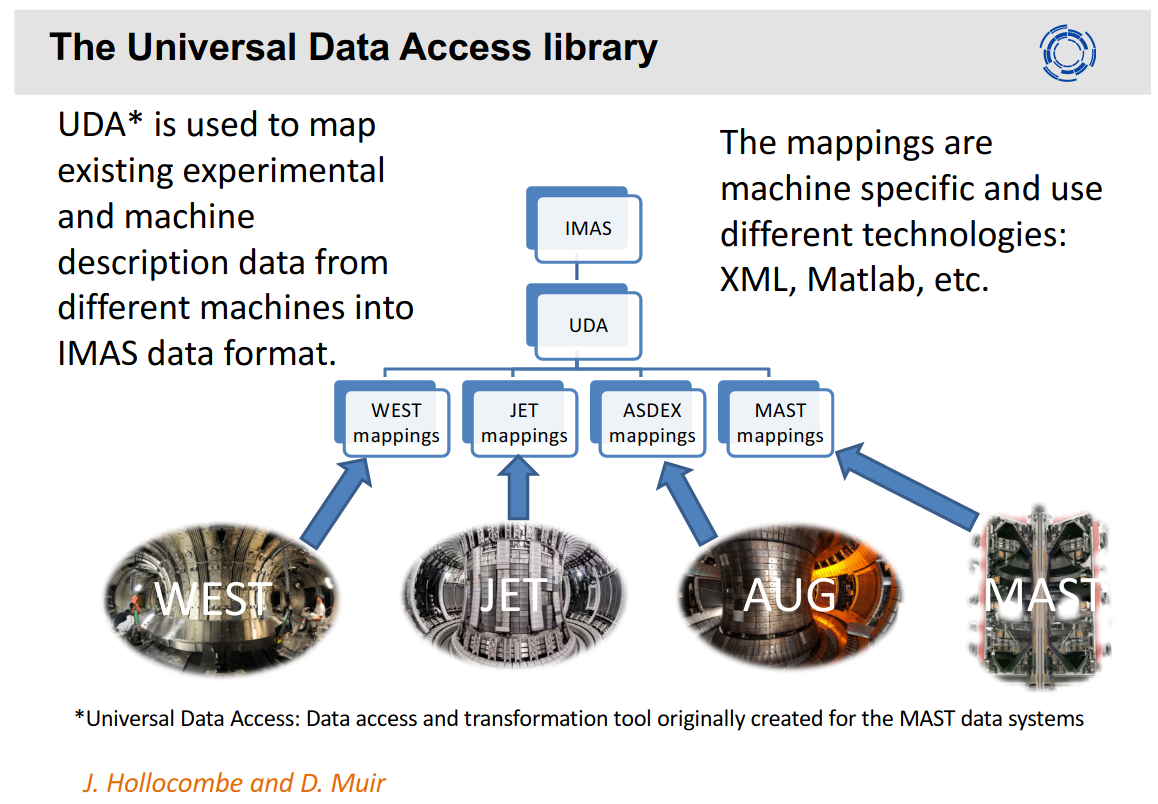 The Universal Data Access library
UDA* is used to map
existing experimental
and machine
description data from
different machines into
IMAS data format.
The mappings are
machine specific and use
different technologies:
XML, Matlab, etc.
IMAS
UDA
WEST
mappings
JET
mappings
ASDEX
mappings
MAST
mappings
WEST
JET
AUG
MAST
*Universal Data Access: Data access and transformation tool originally created for the MAST data systems
J. Hollocombe and D. Muir